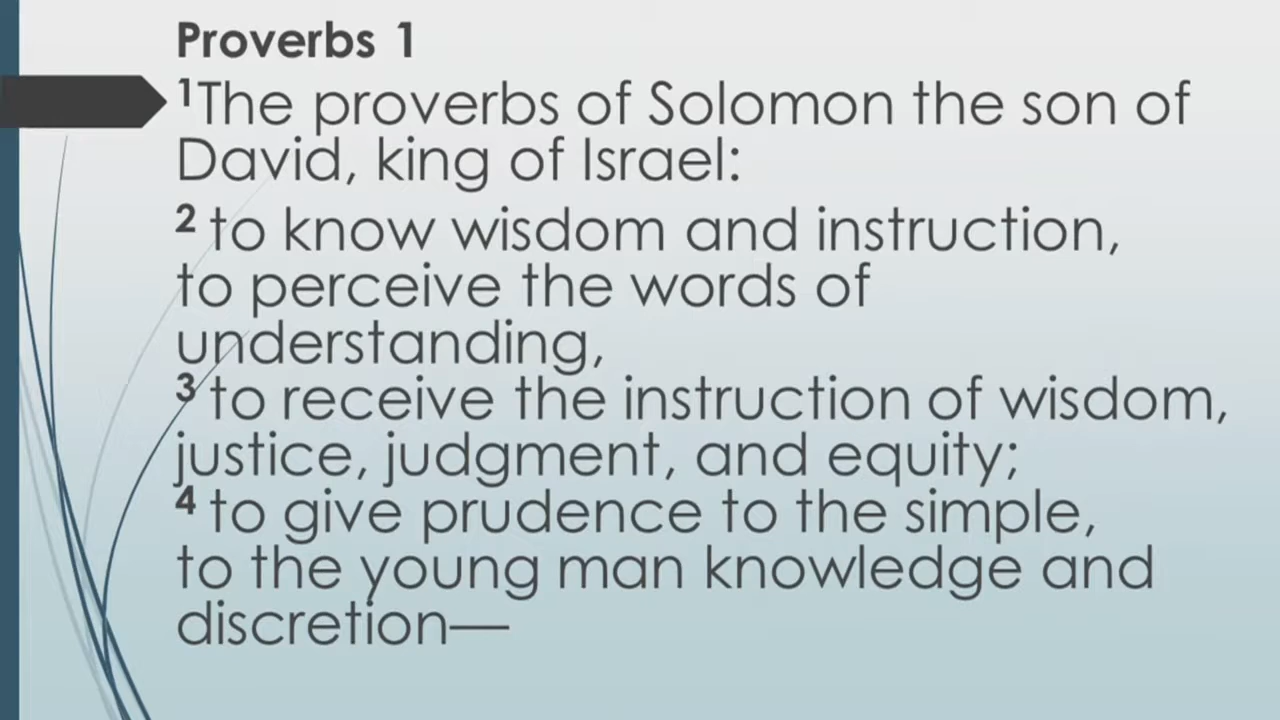 Proverbs 1
¹The proverbs of Solomon the son of
David, king of Israel:
² to know wisdom and instruction,
to perceive the words of
understanding,
³ to receive the instruction of wisdom,
justice, judgment, and equity;
⁴ to give prudence to the simple,
to the young man knowledge and
discretion—